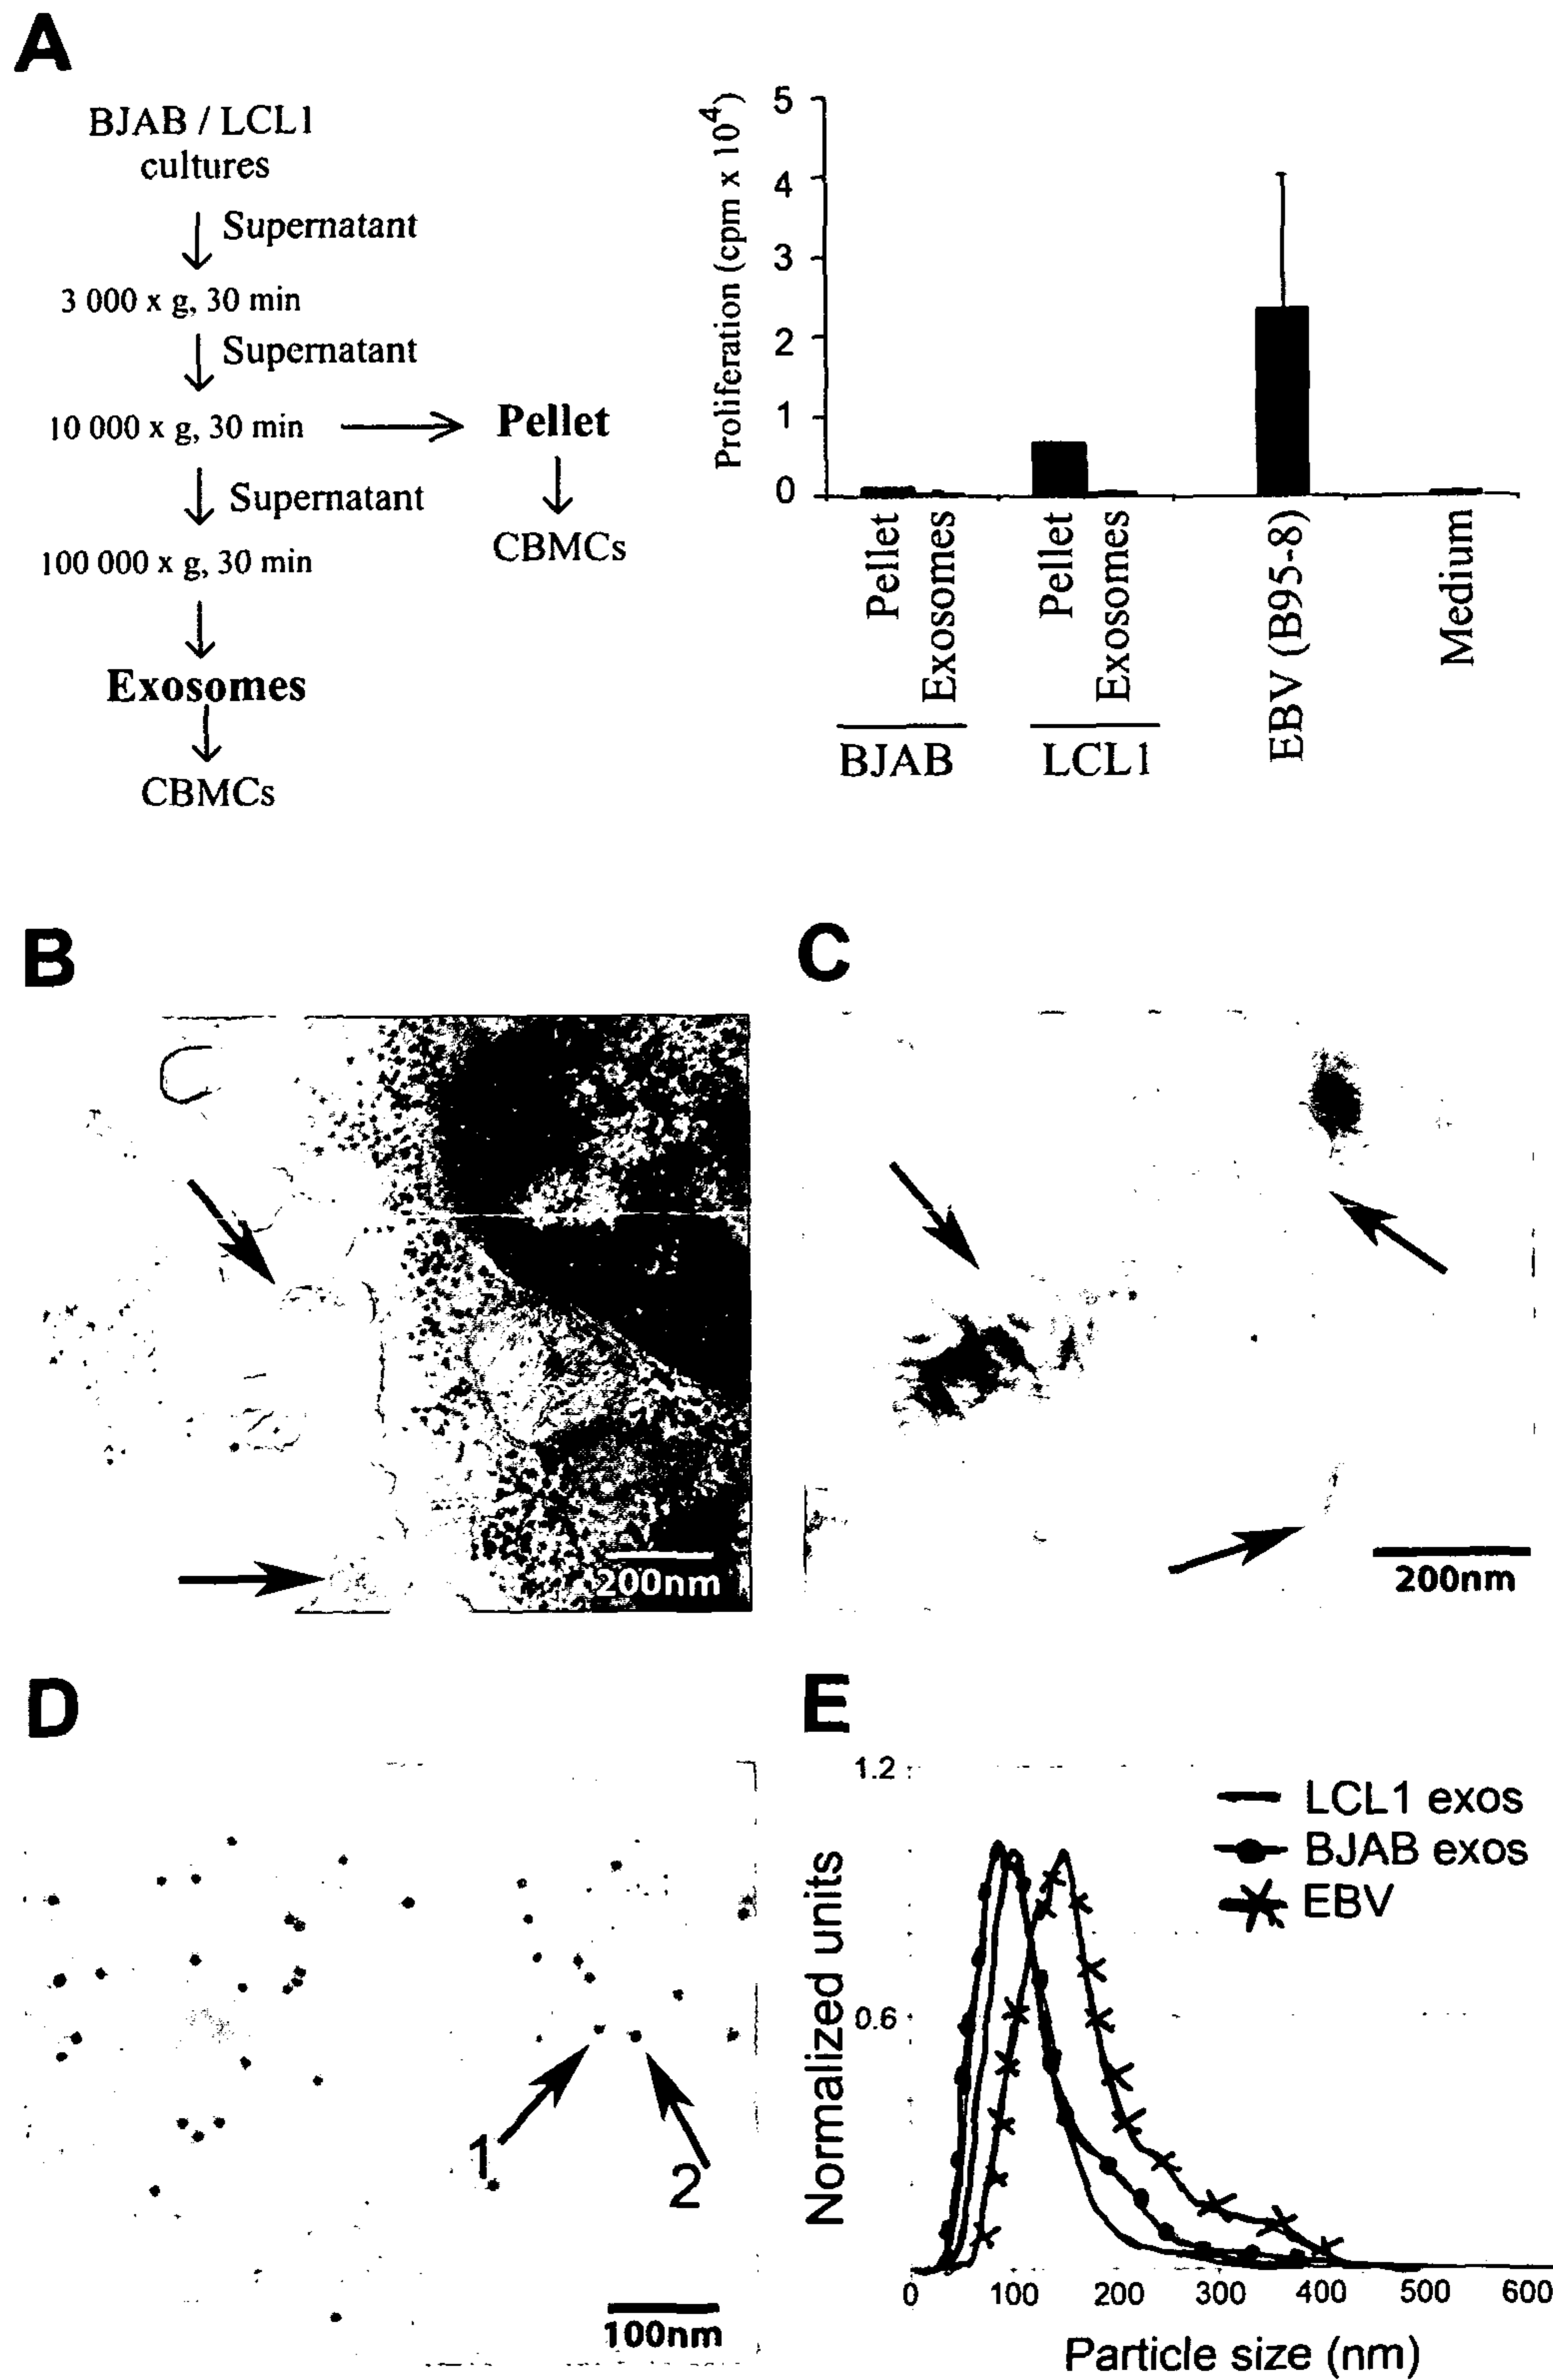 A
BJAB / LCL1
cultures
Supernatant
3 000 x g, 30 min
Supernatant
10 000 x g, 30 min
Pellet
Supernatant
CBMCs
100 000 x g, 30 min
Exosomes
CBMCs
Proliferation (cpm x 10⁴)
5
4
3
2
1
0
Pellet
Exosomes
Pellet
Exosomes
EBV (B95-8)
Medium
BJAB
LCL1
B
C
200nm
200nm
D
E
1
2
100nm
1.2
LCL1 exos
BJAB exos
EBV
Normalized units
0.6
0 100 200 300 400 500 600
Particle size (nm)